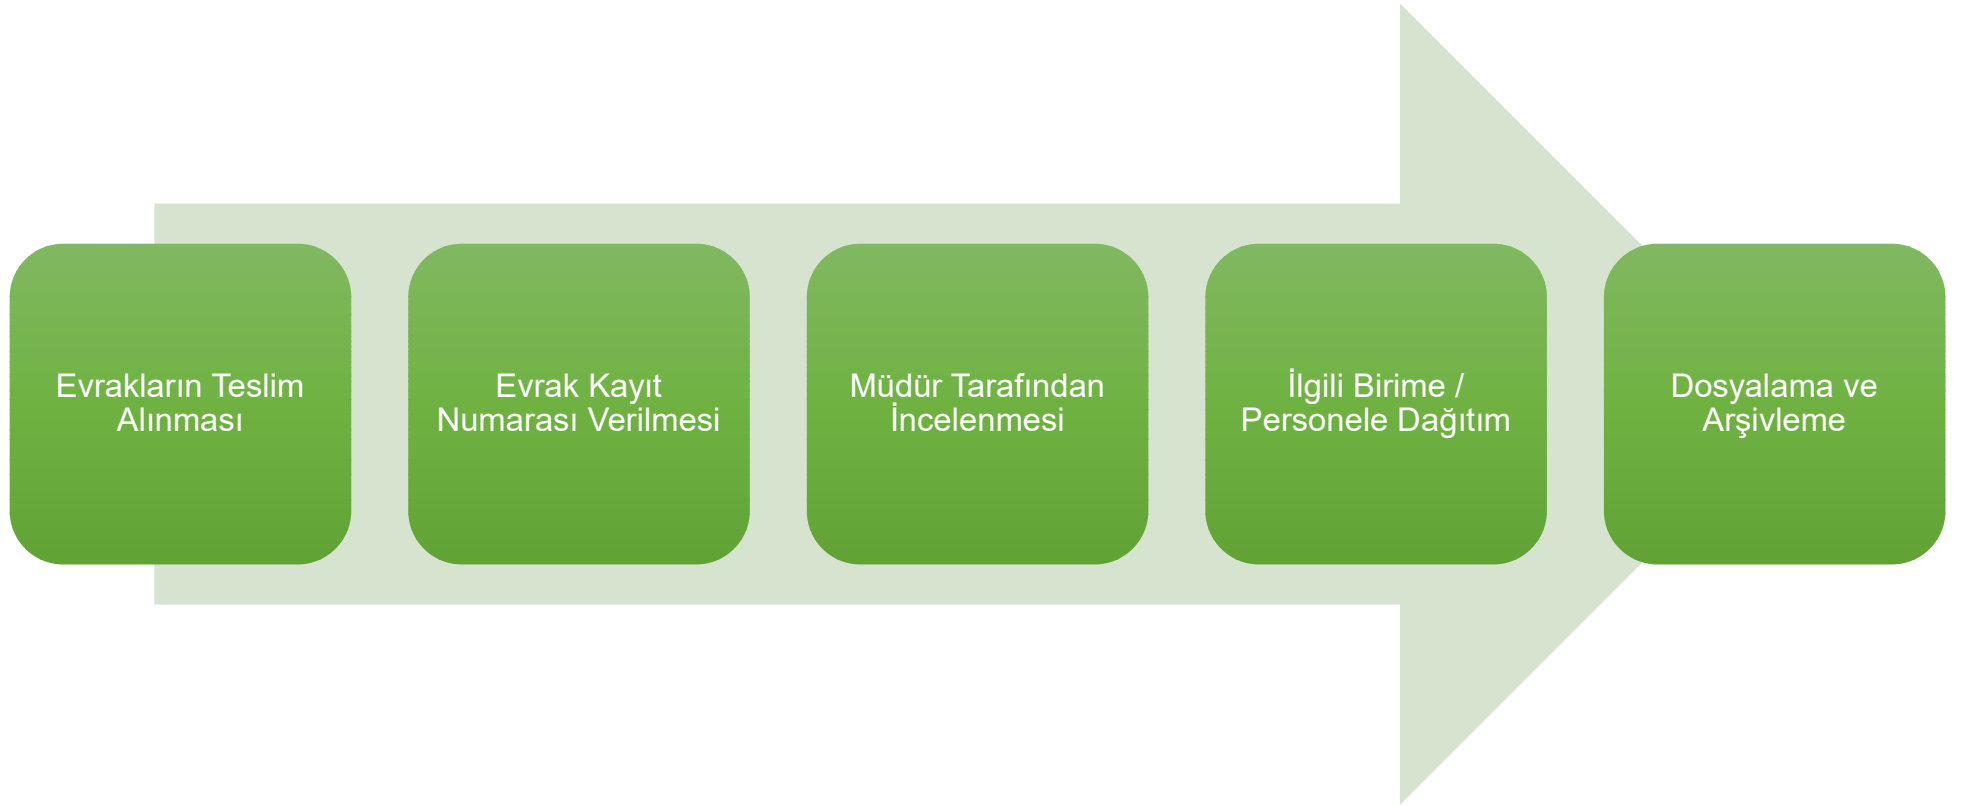 Evrakların Teslim
Alınması
Evrak Kayıt
Numarası Verilmesi
Müdür Tarafından
İncelenmesi
İlgili Birime /
Personele Dağıtım
Dosyalama ve
Arşivleme